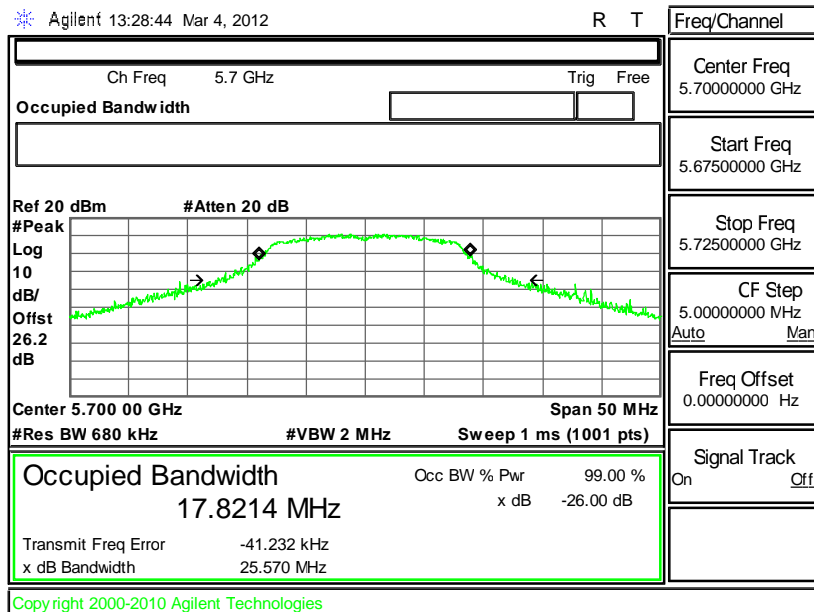 Agilent 13:28:44 Mar 4, 2012 R T
Freq/Channel
Ch Freq 5.7 GHz Trig Free
Occupied Bandwidth
Center Freq
5.70000000 GHz
Start Freq
5.67500000 GHz
Stop Freq
5.72500000 GHz
CF Step
5.00000000 MHz
Auto Man
Freq Offset
0.00000000 Hz
Signal Track
On Off
Ref 20 dBm #Atten 20 dB
#Peak
Log
10
dB/
Offst
26.2
dB
Center 5.700 00 GHz Span 50 MHz
#Res BW 680 kHz #VBW 2 MHz Sweep 1 ms (1001 pts)
Occupied Bandwidth
17.8214 MHz
Occ BW % Pwr 99.00 %
x dB -26.00 dB
Transmit Freq Error -41.232 kHz
x dB Bandwidth 25.570 MHz
Copyright 2000-2010 Agilent Technologies